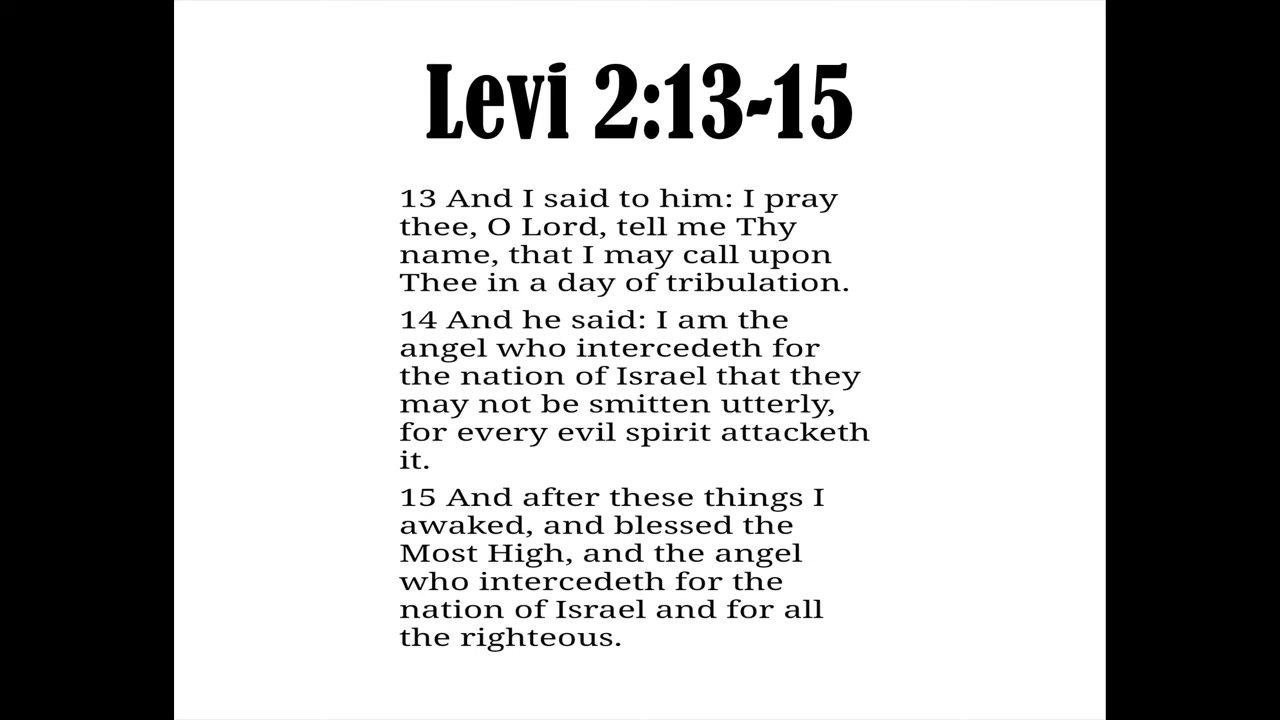 Levi 2:13-15
13 And I said to him: I pray
thee, O Lord, tell me Thy
name, that I may call upon
Thee in a day of tribulation.
14 And he said: I am the
angel who intercedeth for
the nation of Israel that they
may not be smitten utterly,
for every evil spirit attacketh
it.
15 And after these things I
awaked, and blessed the
Most High, and the angel
who intercedeth for the
nation of Israel and for all
the righteous.